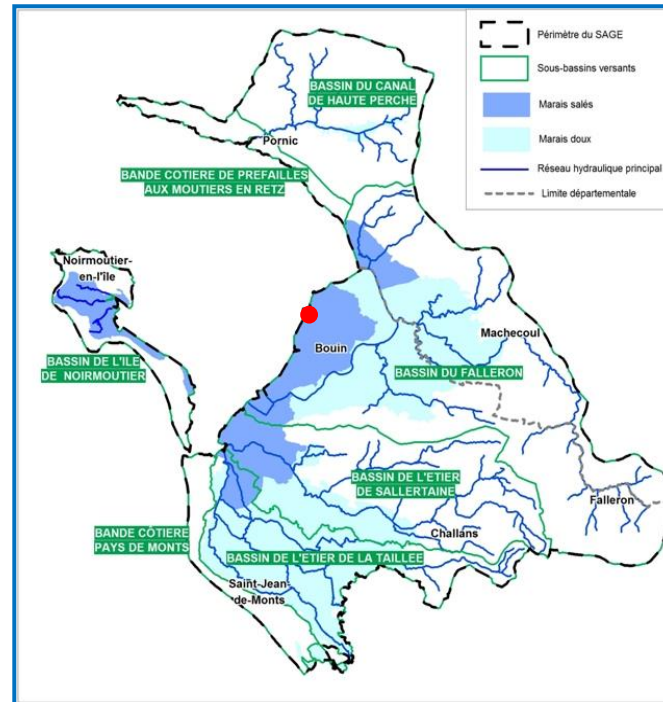 Périmètre du SAGE
Sous-bassins versants
Marais salés
Marais doux
Réseau hydraulique principal
Limite départementale
BASSIN DU CANAL
DE HAUTE PERCHE
Pornic
BANDE COTIERE DE PREFAILLES
AUX MOUTIERS EN RETZ
Noirmoutier-
en-l'île
BASSIN DE L'ILE
DE NOIRMOUTIER
Machecoul
Bouin
BASSIN DU FALLERON
BASSIN DE L'ETIER
DE SALLERTAINE
Falleron
BANDE CÔTIERE
PAYS DE MONTS
Challans
BASSIN DE L'ETIER DE LA TAILLEE
Saint-Jean-
de-Monts